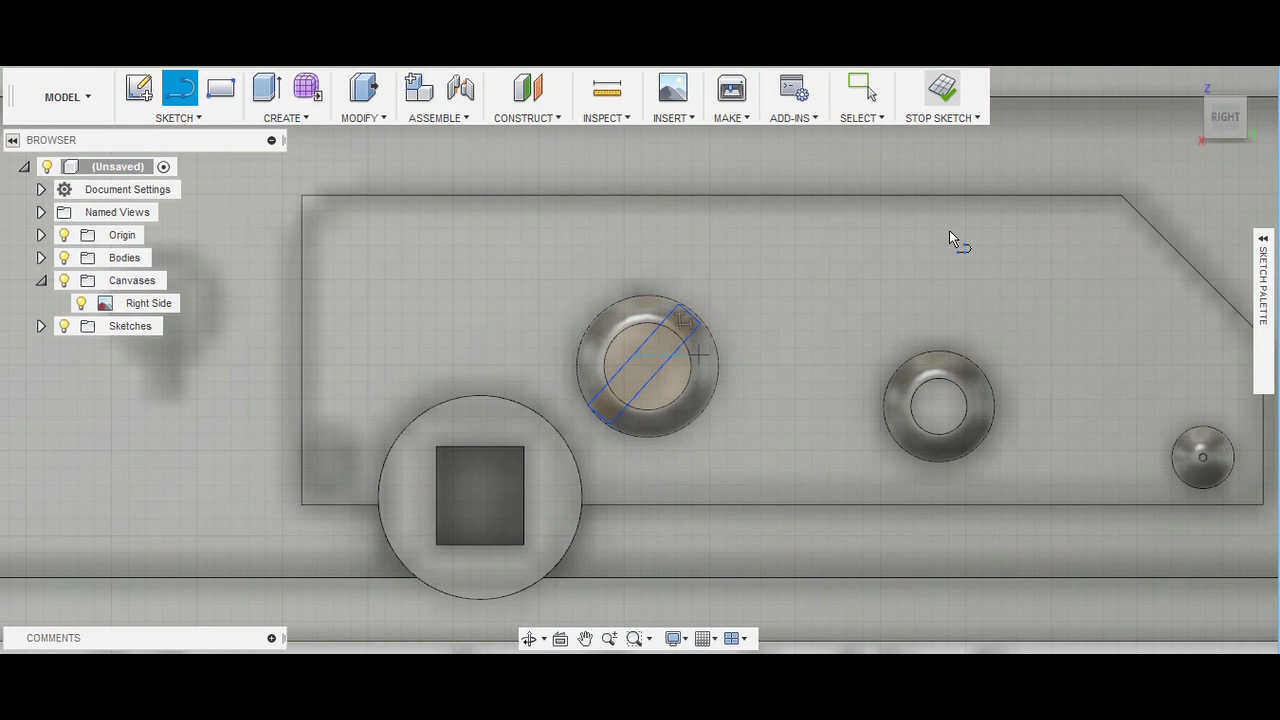 MODEL
SKETCH
CREATE
MODIFY
ASSEMBLE
CONSTRUCT
INSPECT
INSERT
MAKE
ADD-INS
SELECT
STOP SKETCH
Z
RIGHT
X
BROWSER
(Unsaved)
Document Settings
Named Views
Origin
Bodies
Canvases
Right Side
Sketches
SKETCH PALETTE
COMMENTS